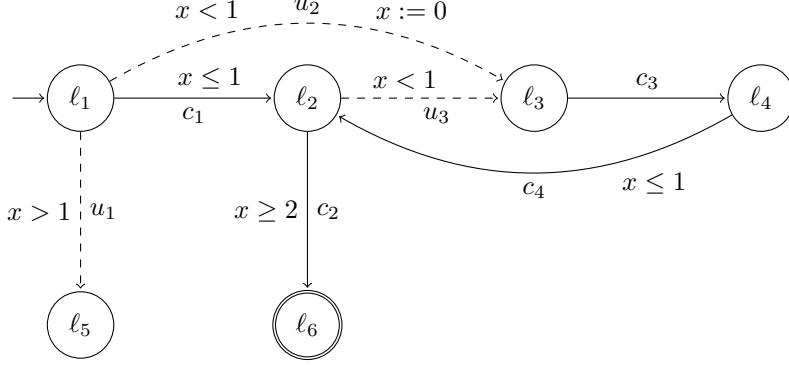 x < 1 u₂ x := 0
ℓ₁ x ≤ 1 c₁ ℓ₂ x < 1 u₃ ℓ₃ c₃ ℓ₄
c₄ x ≤ 1
x > 1 u₁ x ≥ 2 c₂
ℓ₅ ℓ₆